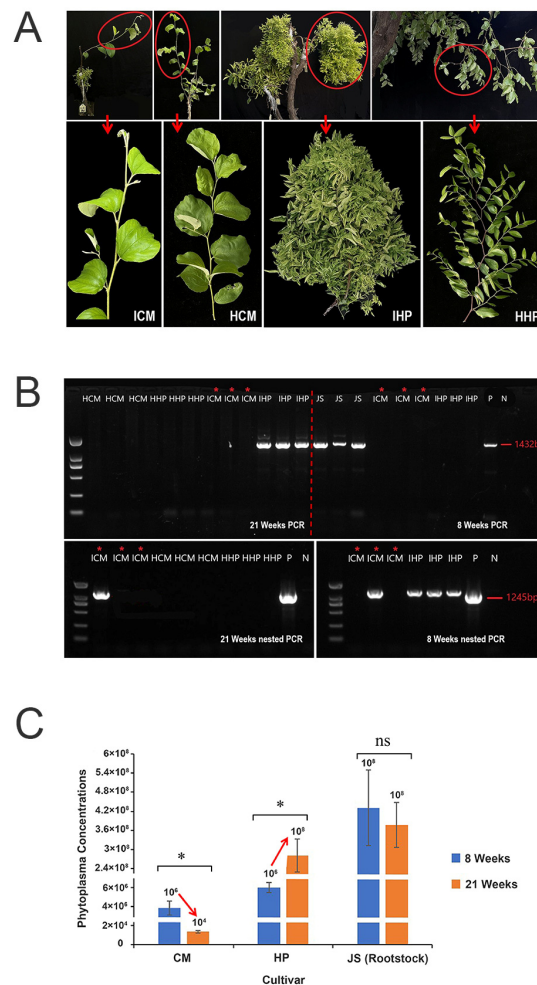 A
ICM HCM IHP HHP
B
* * * * * *
HCM HCM HCM HHP HHP HHP ICM ICM ICM IHP IHP IHP JS JS JS ICM ICM ICM IHP IHP IHP P N
1432b
21 Weeks PCR 8 Weeks PCR
* * * * * *
ICM ICM ICM HCM HCM HCM HHP HHP HHP P N ICM ICM ICM IHP IHP IHP P N
1245bp
21 Weeks nested PCR 8 Weeks nested PCR
C
Phytoplasma Concentrations
6×10⁸
5.4×10⁸
4.8×10⁸
4.2×10⁸
3.6×10⁸
3×10⁸
2.4×10⁸
6×10⁶
4×10⁶
2×10⁴
0
* * ns
10⁶ 10⁴ 10⁶ 10⁸ 10⁸ 10⁸
8 Weeks
21 Weeks
CM HP JS (Rootstock)
Cultivar